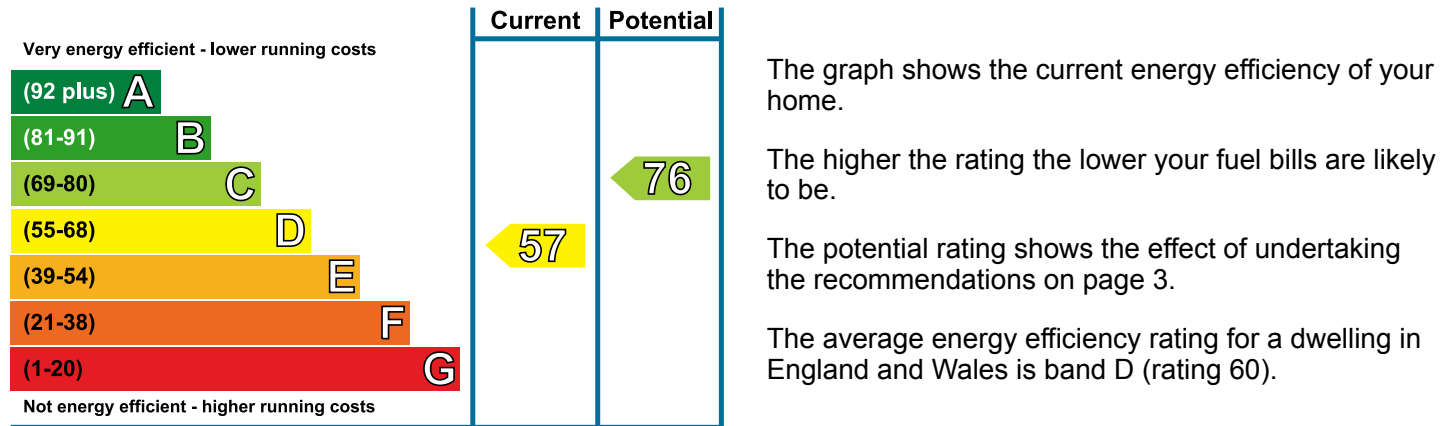 Current Potential
Very energy efficient - lower running costs
(92 plus) A
(81-91) B
(69-80) C
(55-68) D
(39-54) E
(21-38) F
(1-20) G
Not energy efficient - higher running costs
57
76
The graph shows the current energy efficiency of your
home.
The higher the rating the lower your fuel bills are likely
to be.
The potential rating shows the effect of undertaking
the recommendations on page 3.
The average energy efficiency rating for a dwelling in
England and Wales is band D (rating 60).